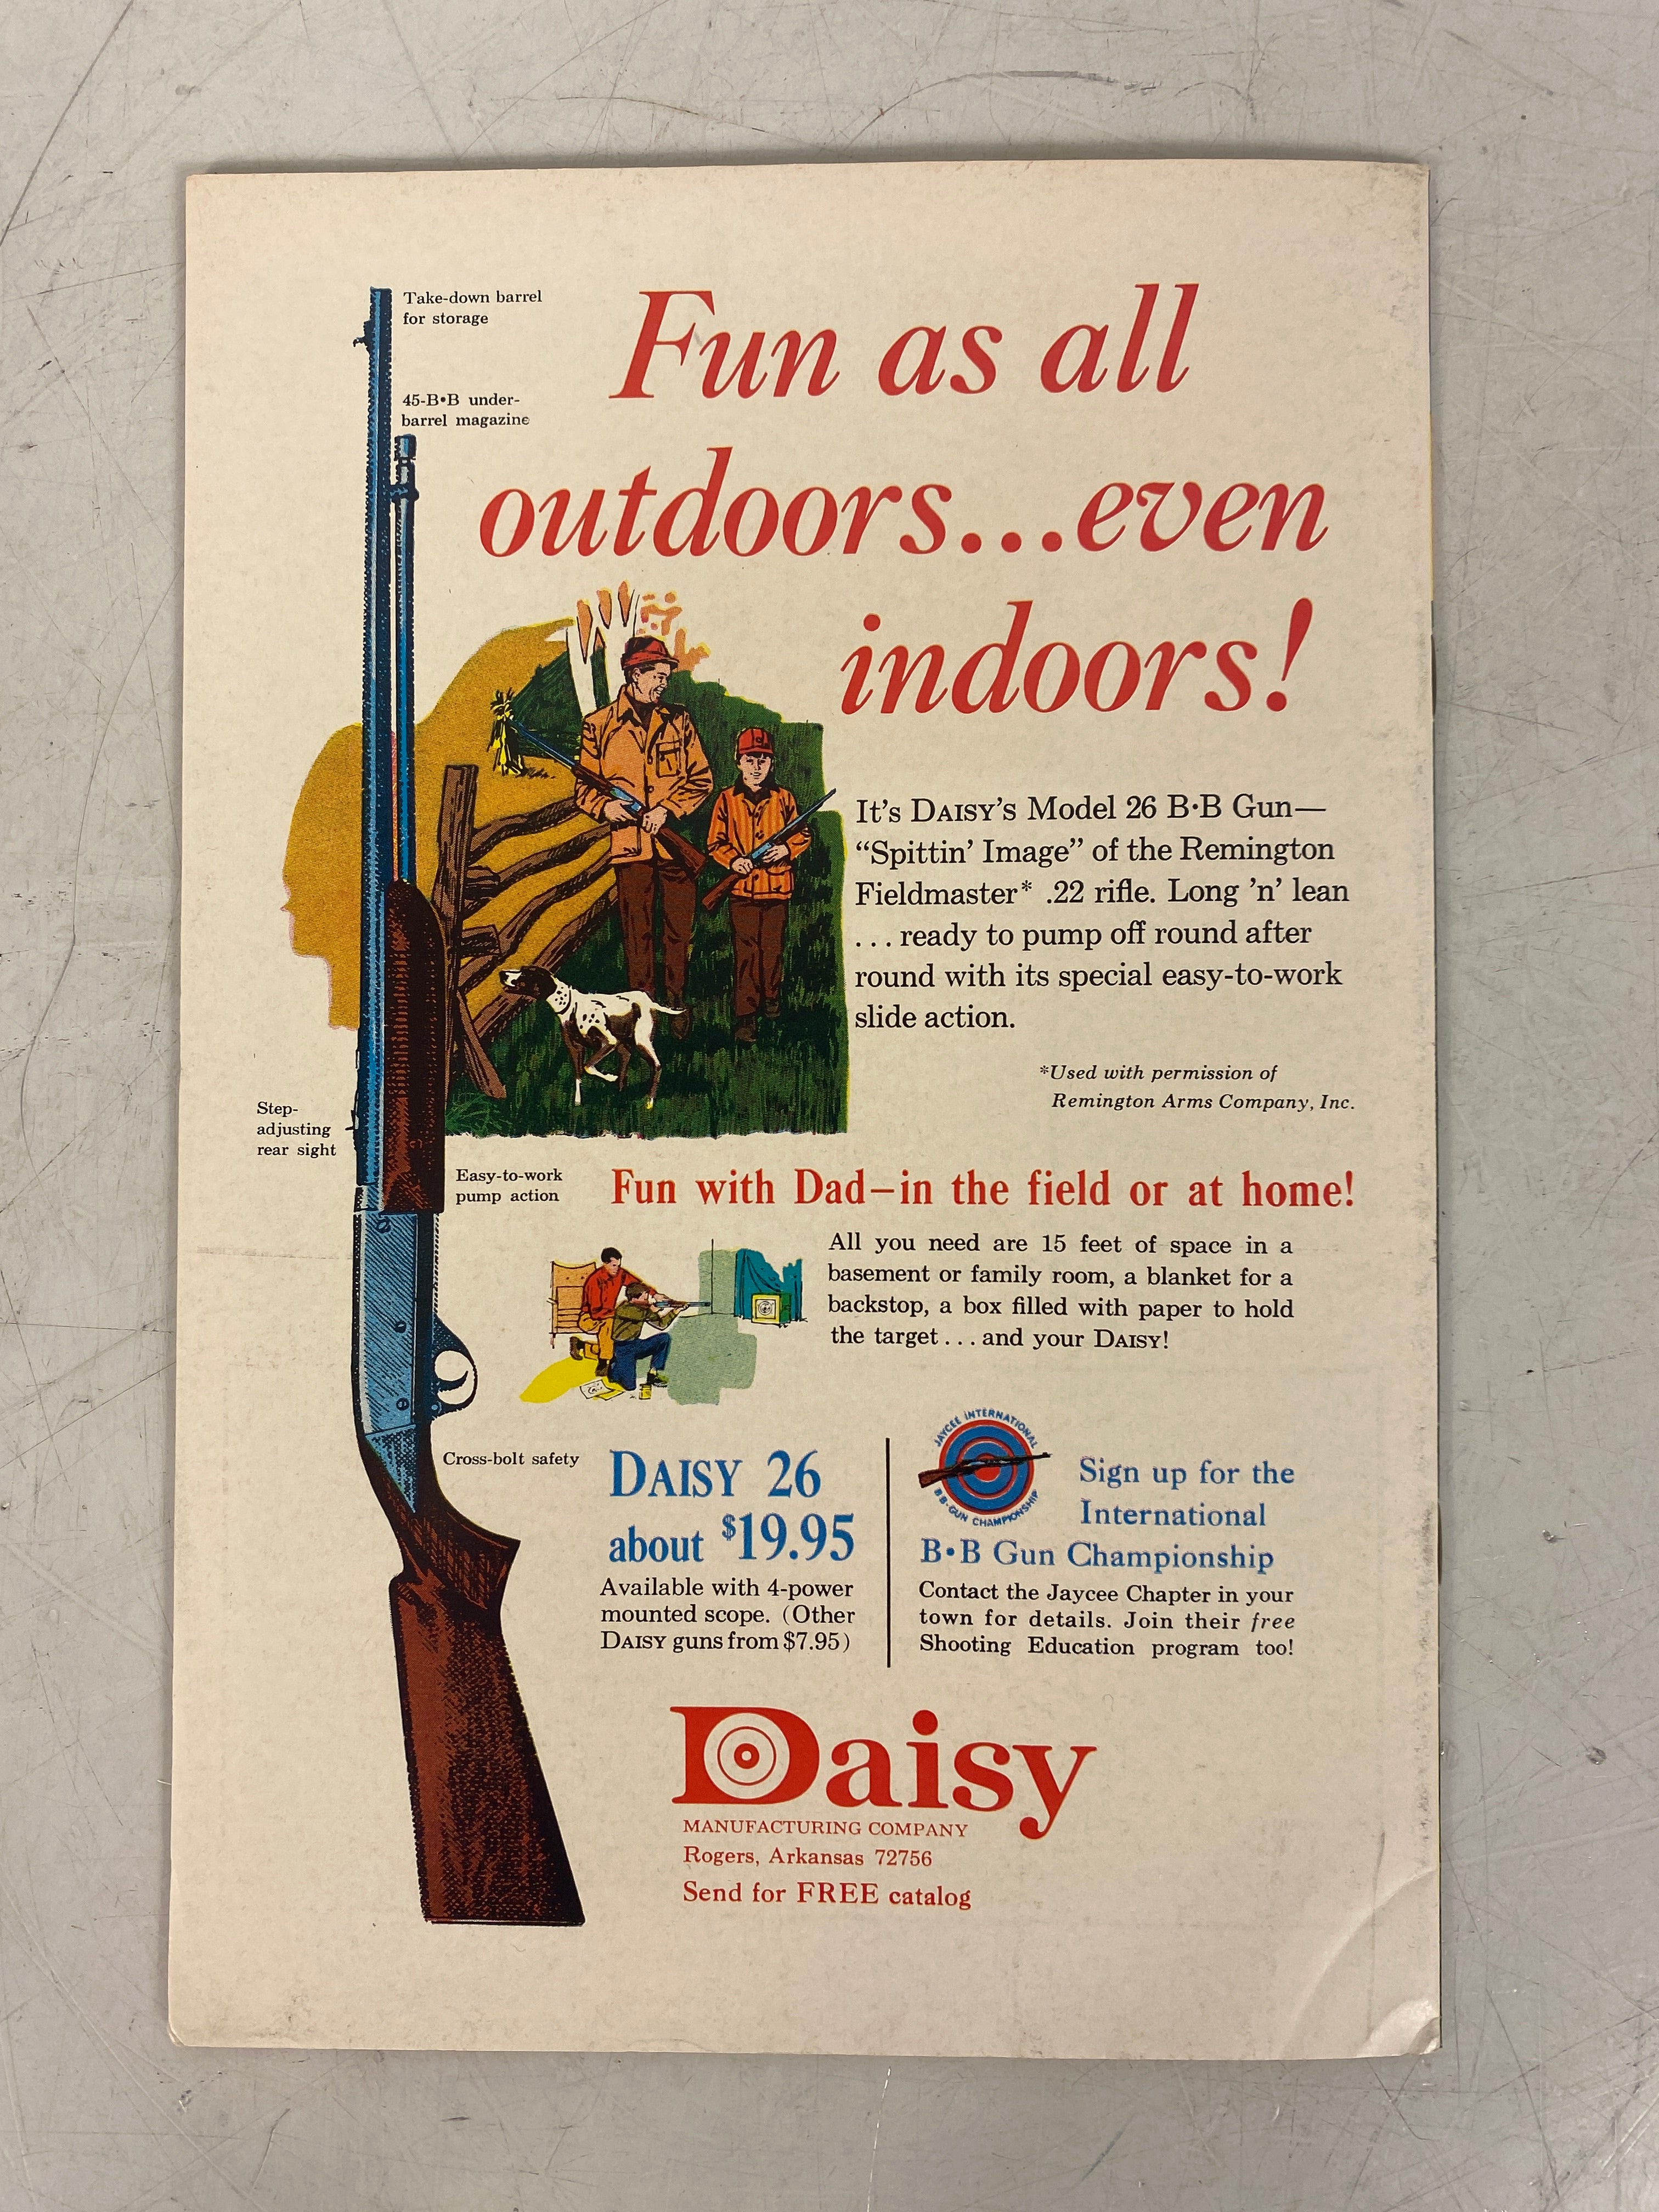 Take-down barrel
for storage
45-B•B under-
barrel magazine
Fun as all
outdoors...even
indoors!
It's DAISY'S Model 26 B•B Gun—
“Spittin' Image” of the Remington
Fieldmaster* .22 rifle. Long 'n' lean
... ready to pump off round after
round with its special easy-to-work
slide action.
*Used with permission of
Remington Arms Company, Inc.
Step-
adjusting
rear sight
Easy-to-work
pump action
Fun with Dad—in the field or at home!
All you need are 15 feet of space in a
basement or family room, a blanket for a
backstop, a box filled with paper to hold
the target ... and your DAISY!
Cross-bolt safety
DAISY 26
about $19.95
Available with 4-power
mounted scope. (Other
DAISY guns from $7.95)
JAYCEE INTERNATIONAL
BB•GUN CHAMPIONSHIP
Sign up for the
International
B•B Gun Championship
Contact the Jaycee Chapter in your
town for details. Join their free
Shooting Education program too!
Daisy
MANUFACTURING COMPANY
Rogers, Arkansas 72756
Send for FREE catalog